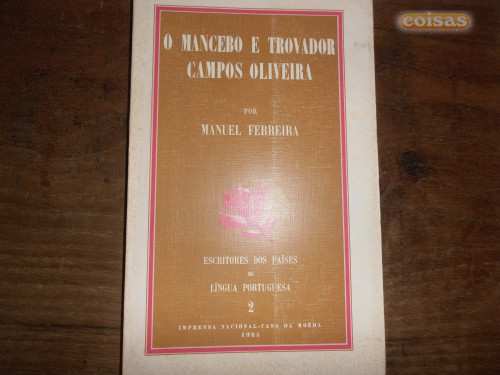 coisas
O MANCEBO E TROVADOR
CAMPOS OLIVEIRA
POR
MANUEL FERREIRA
ESCRITORES DOS PAÍSES
DE
LÍNGUA PORTUGUESA
2
IMPRENSA NACIONAL-CASA DA MOEDA
1985